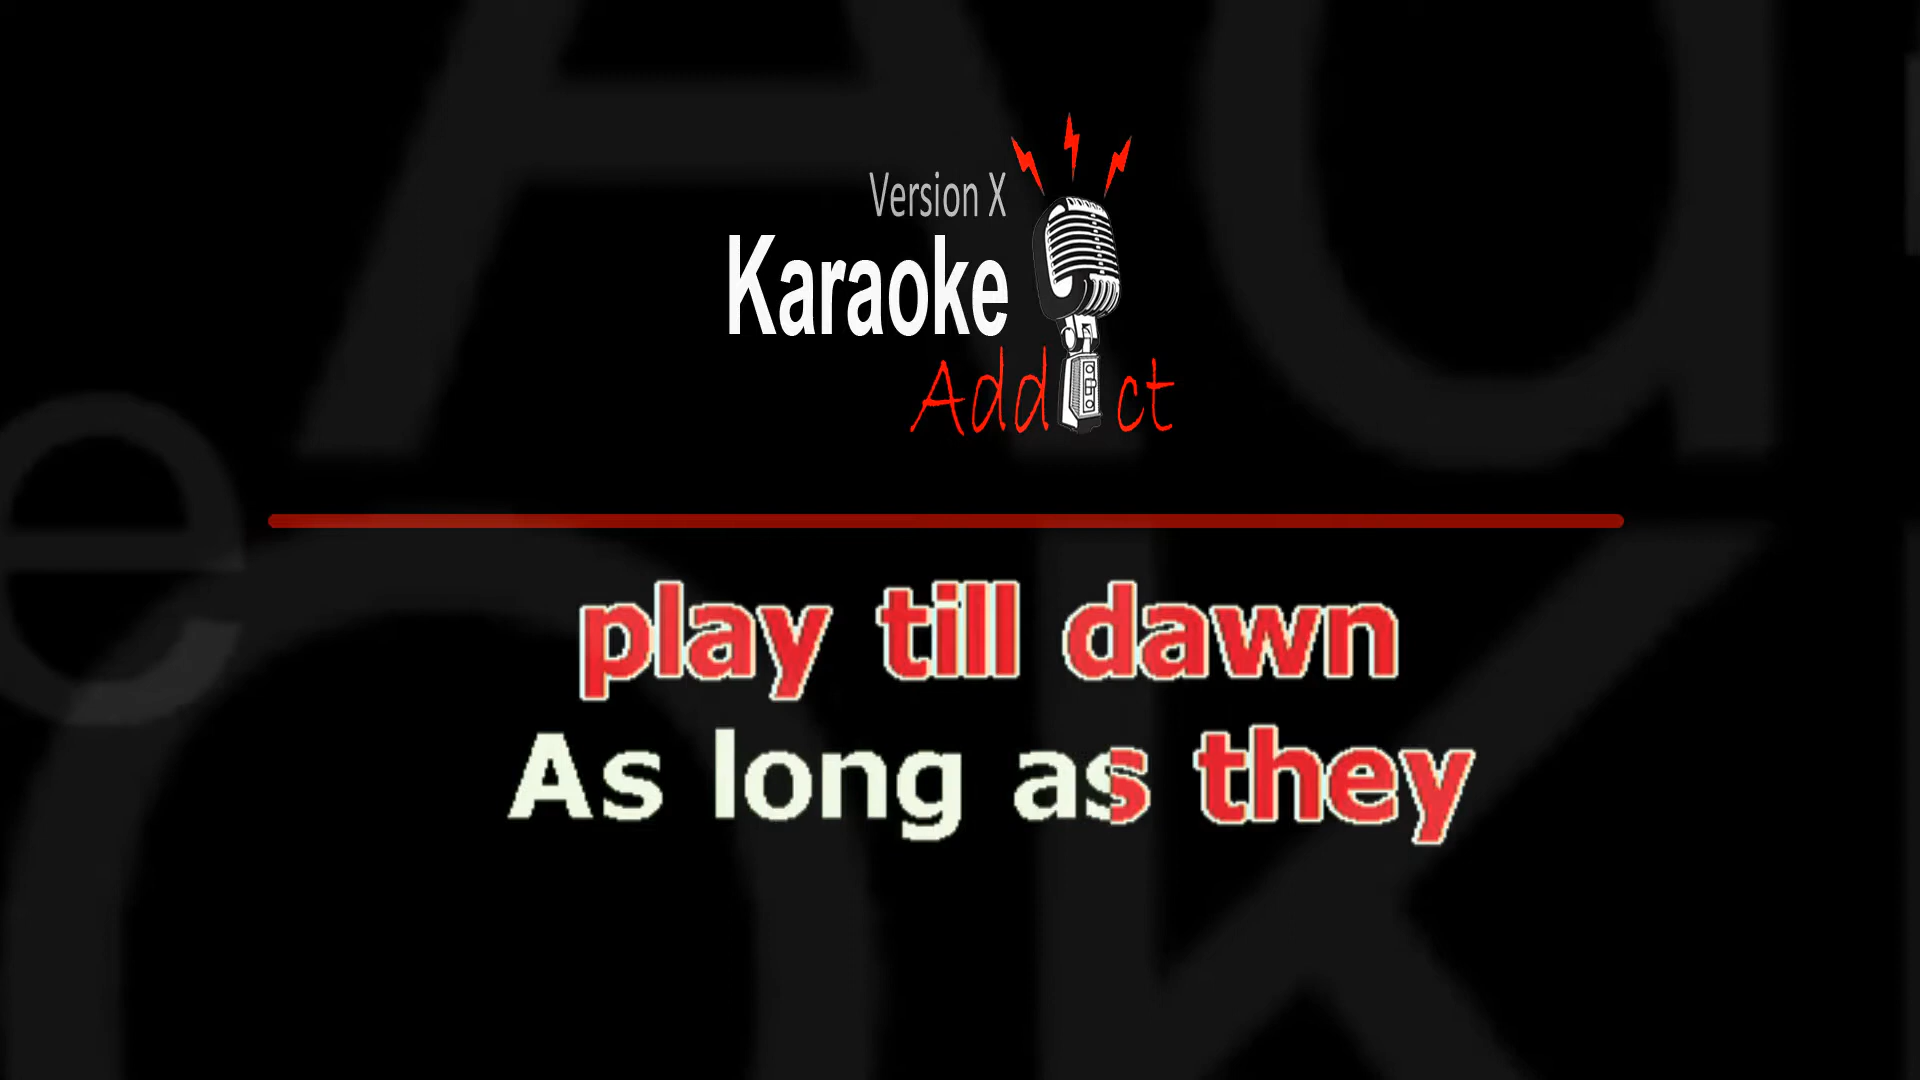 Version X
Karaoke
Addict
play till dawn
As long as they